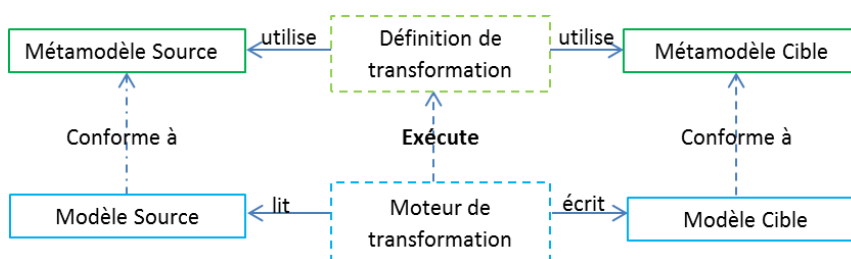 Métamodèle Source
utilise
Définition de
transformation
utilise
Métamodèle Cible
Conforme à
Exécute
Conforme à
Modèle Source
lit
Moteur de
transformation
écrit
Modèle Cible